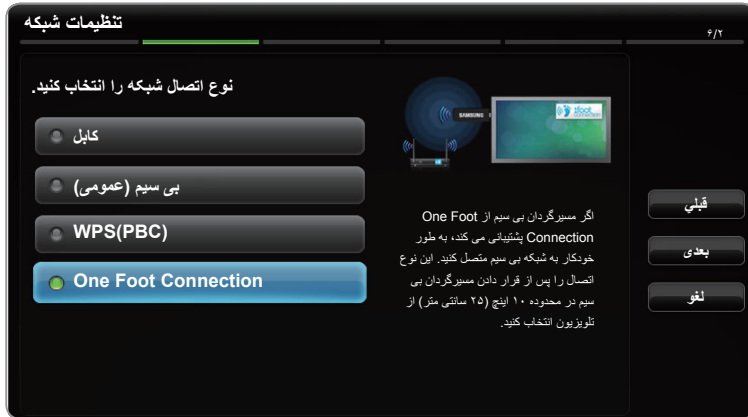 تنظیمات شبکه
۶/۲
نوع اتصال شبکه را انتخاب کنید.
کابل
بی سیم (عمومی)
WPS(PBC)
One Foot Connection
SAMSUNG
1foot
connection
اگر مسیرگردان بی سیم از One Foot
Connection پشتیبانی می کند، به طور
خودکار به شبکه بی سیم متصل کنید. این نوع
اتصال را پس از قرار دادن مسیرگردان بی
سیم در محدوده ۱۰ اینچ (۲۵ سانتی متر) از
تلویزیون انتخاب کنید.
قبلي
بعدی
لغو